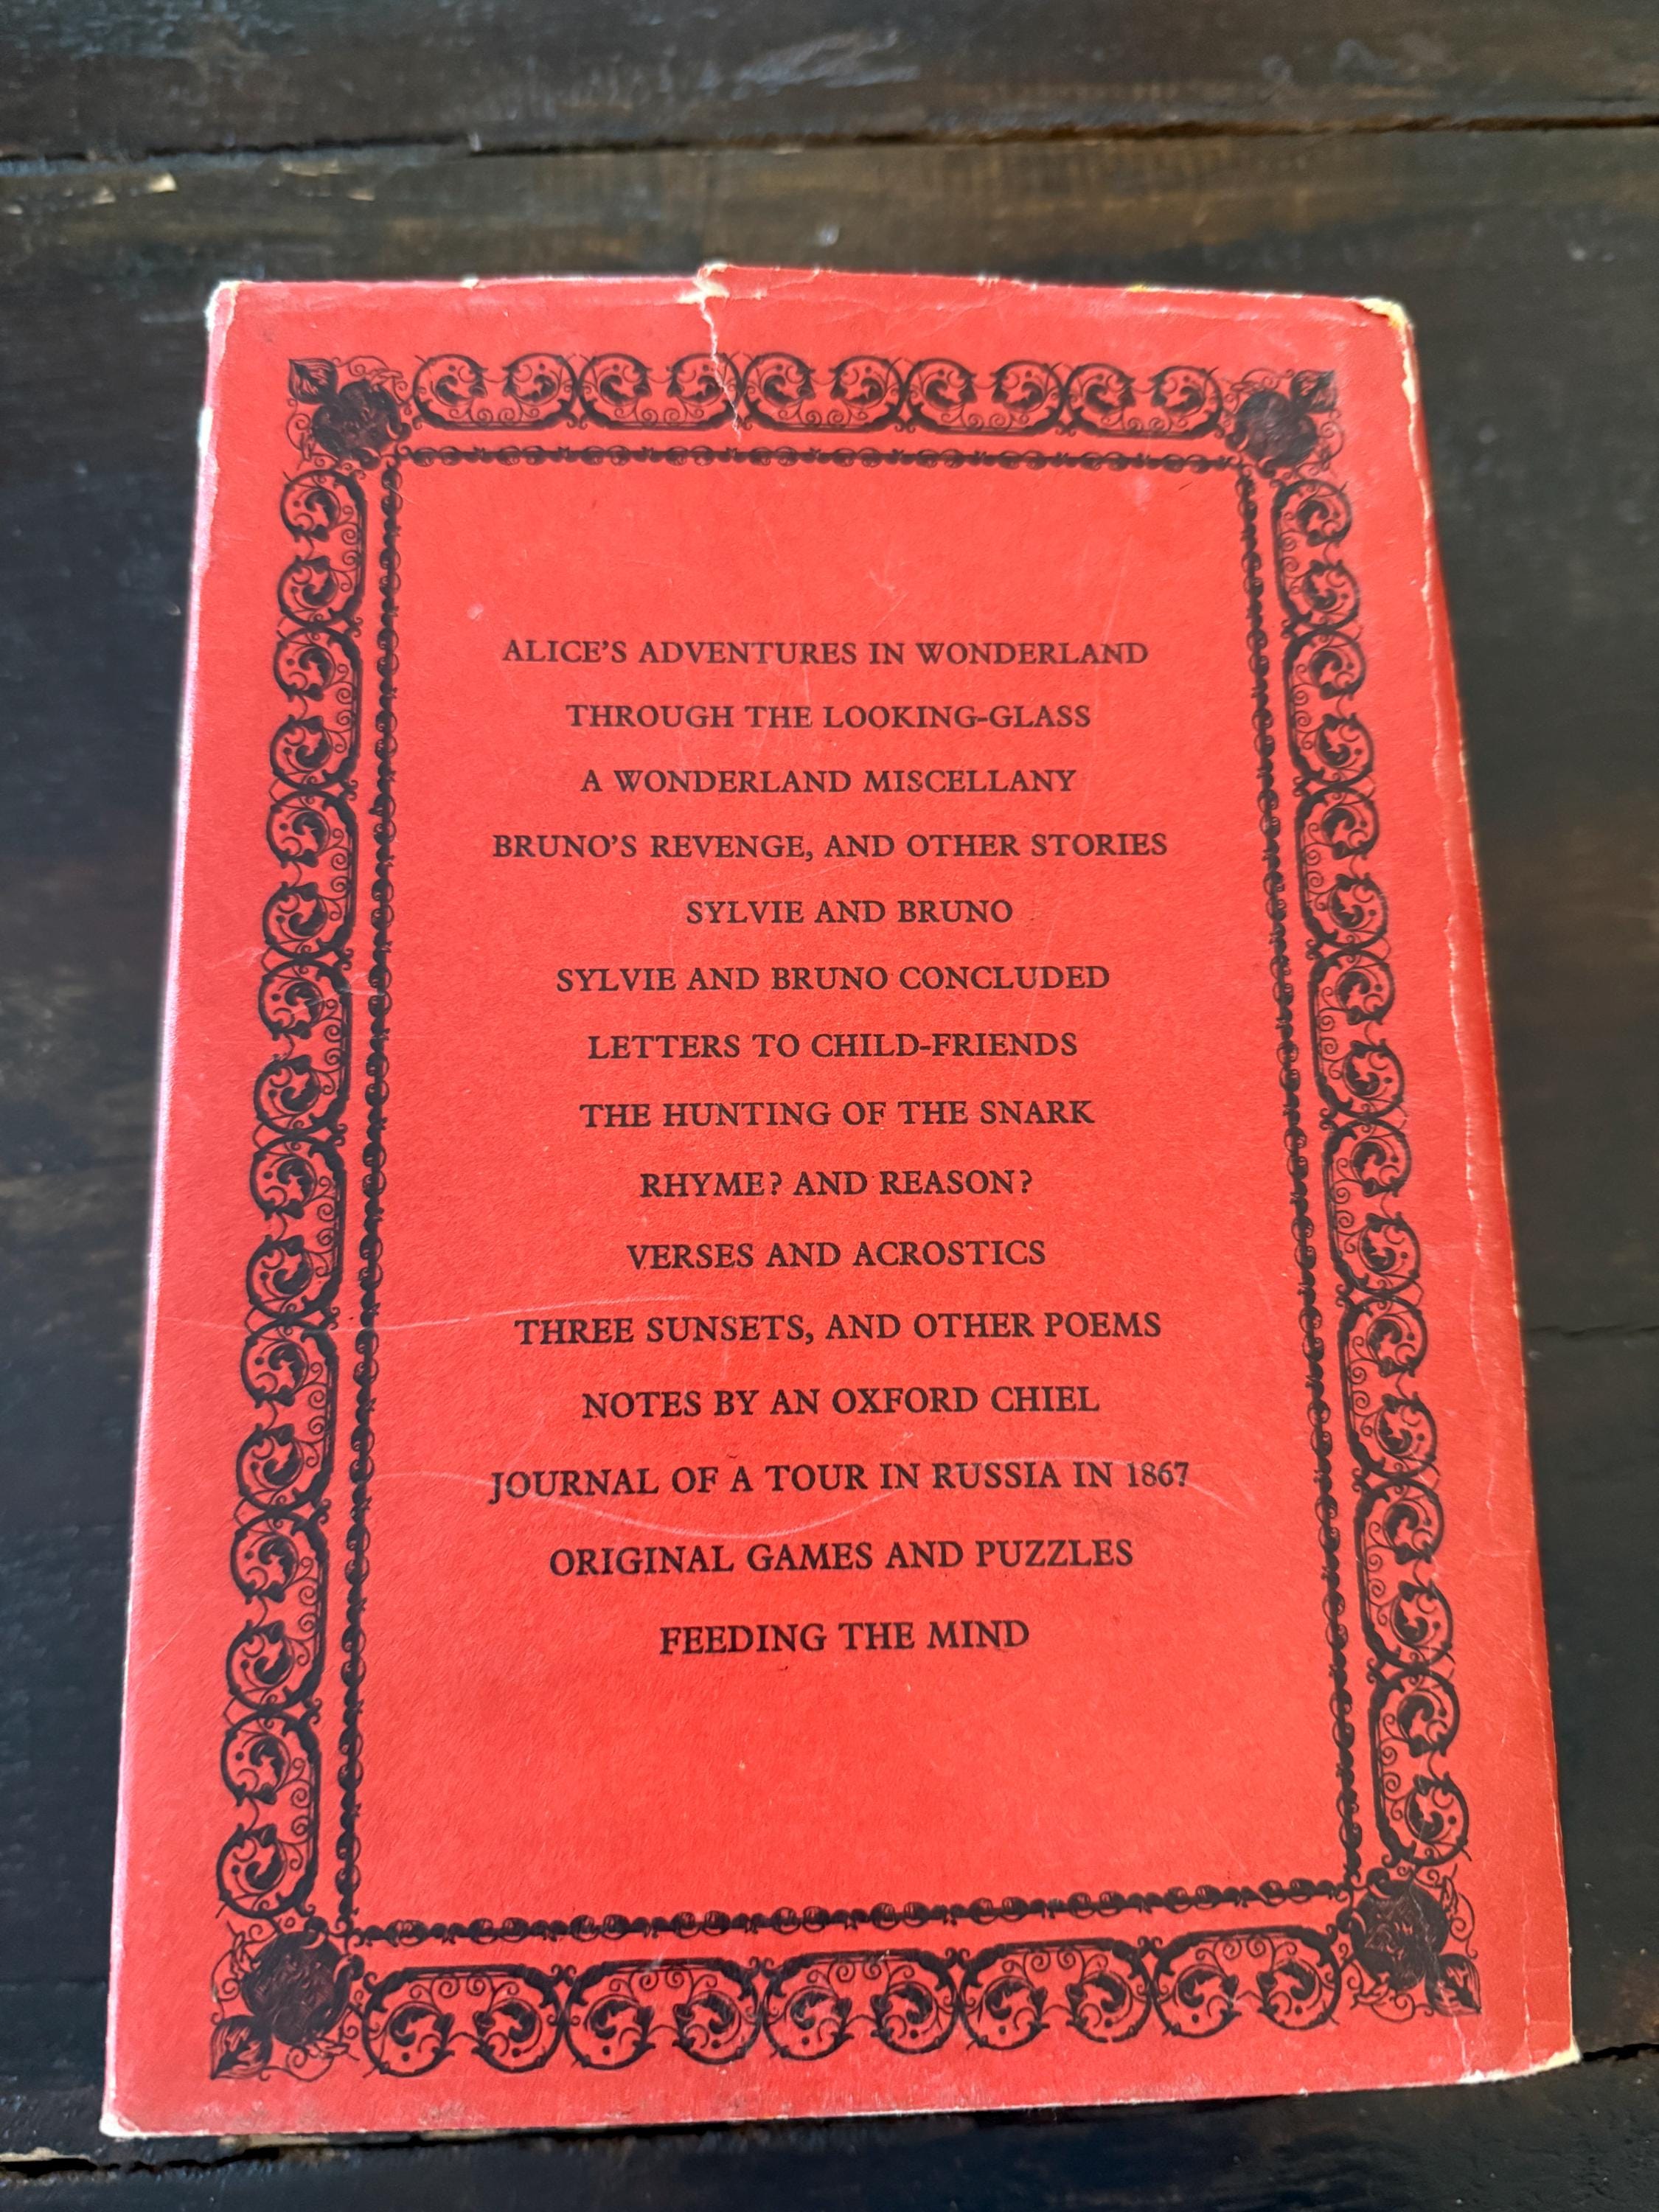 ALICE'S ADVENTURES IN WONDERLAND
THROUGH THE LOOKING-GLASS
A WONDERLAND MISCELLANY
BRUNO'S REVENGE, AND OTHER STORIES
SYLVIE AND BRUNO
SYLVIE AND BRUNO CONCLUDED
LETTERS TO CHILD-FRIENDS
THE HUNTING OF THE SNARK
RHYME? AND REASON?
VERSES AND ACROSTICS
THREE SUNSETS, AND OTHER POEMS
NOTES BY AN OXFORD CHIEL
JOURNAL OF A TOUR IN RUSSIA IN 1867
ORIGINAL GAMES AND PUZZLES
FEEDING THE MIND